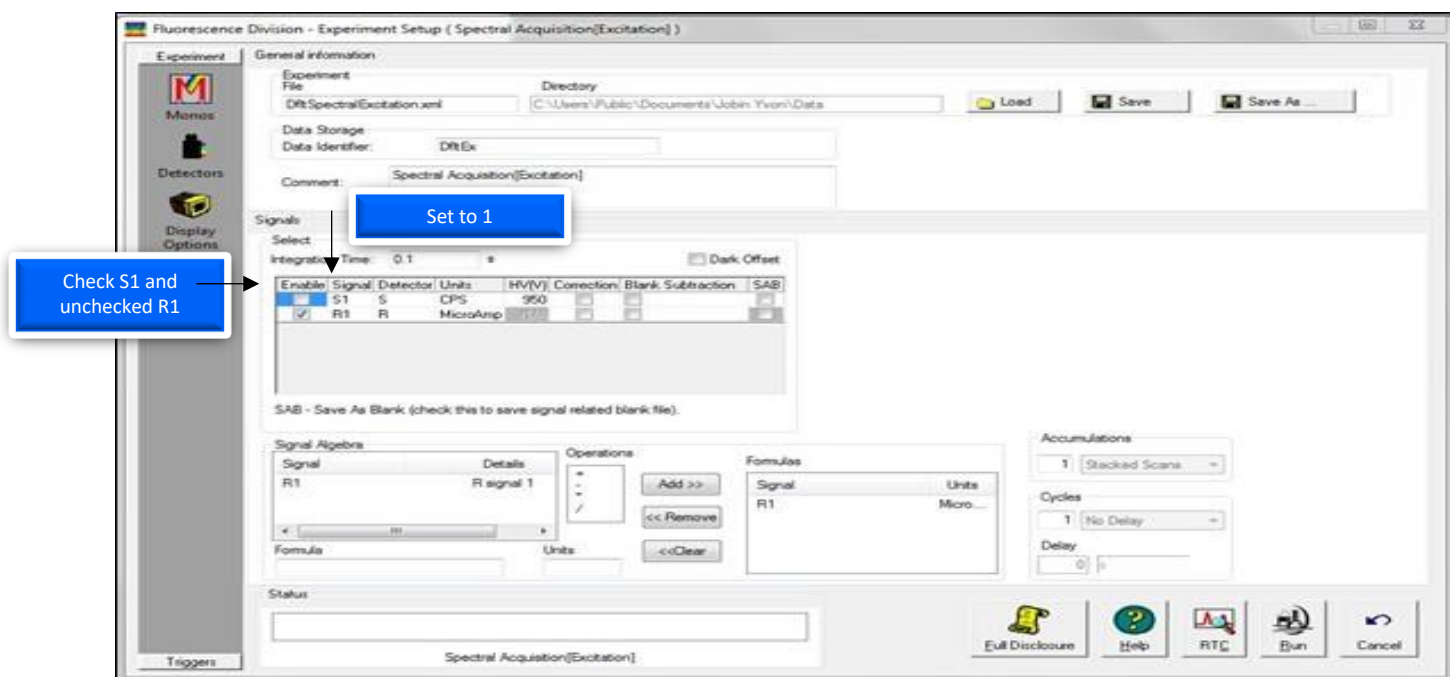 Fluorescence Division - Experiment Setup ( Spectral Acquisition[Excitation] )
Experiment
General information
Monos
Detectors
Display
Options
Experiment
File
Directory
DfltSpectralExcitation.xml
C:\Users\Public\Documents\Jobin Yvon\Data
Load
Save
Save As ...
Data Storage
Data Identifier:
DfltEx
Comment:
Spectral Acquisition[Excitation]
Set to 1
Check S1 and
unchecked R1
Signals
Select
Integration Time: 0.1 s
Dark Offset
Enable Signal Detector Units HV(V) Correction Blank Subtraction SAB
S1 S CPS 950
R1 R MicroAmp
SAB - Save As Blank (check this to save signal related blank file).
Signal Algebra
Signal Details
R1 R signal 1
Operations
+
-
*
/
Add >>
<< Remove
<<Clear
Formula
Units
Formulas
Signal Units
R1 Micro....
Accumulations
1 Stacked Scans
Cycles
1 No Delay
Delay
0 s
Status
Spectral Acquisition[Excitation]
Full Disclosure
Help
RTC
Run
Cancel
Triggers